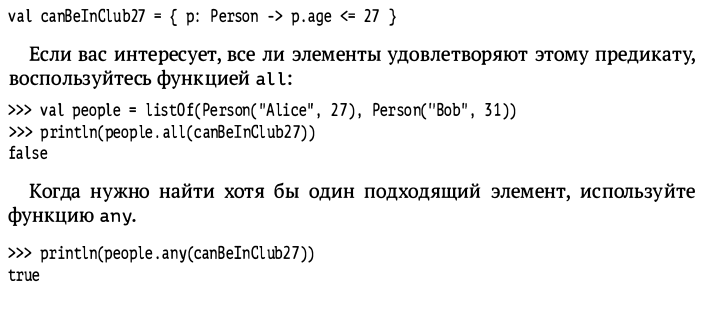 val canBeInClub27 = { p: Person -> p.age <= 27 }
Если вас интересует, все ли элементы удовлетворяют этому предикату,
воспользуйтесь функцией all:
>>> val people = listOf(Person("Alice", 27), Person("Bob", 31))
>>> println(people.all(canBeInClub27))
false
Когда нужно найти хотя бы один подходящий элемент, используйте
функцию any.
>>> println(people.any(canBeInClub27))
true